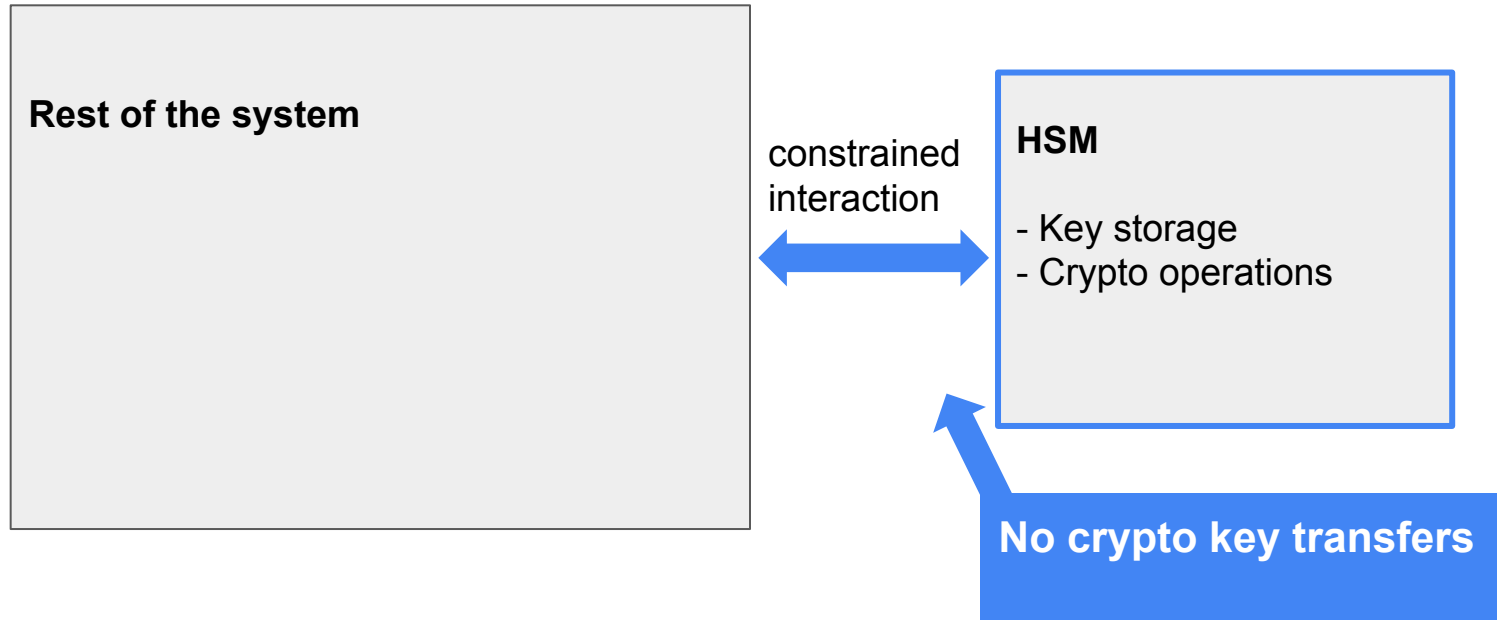 Rest of the system
constrained
interaction
HSM
- Key storage
- Crypto operations
No crypto key transfers